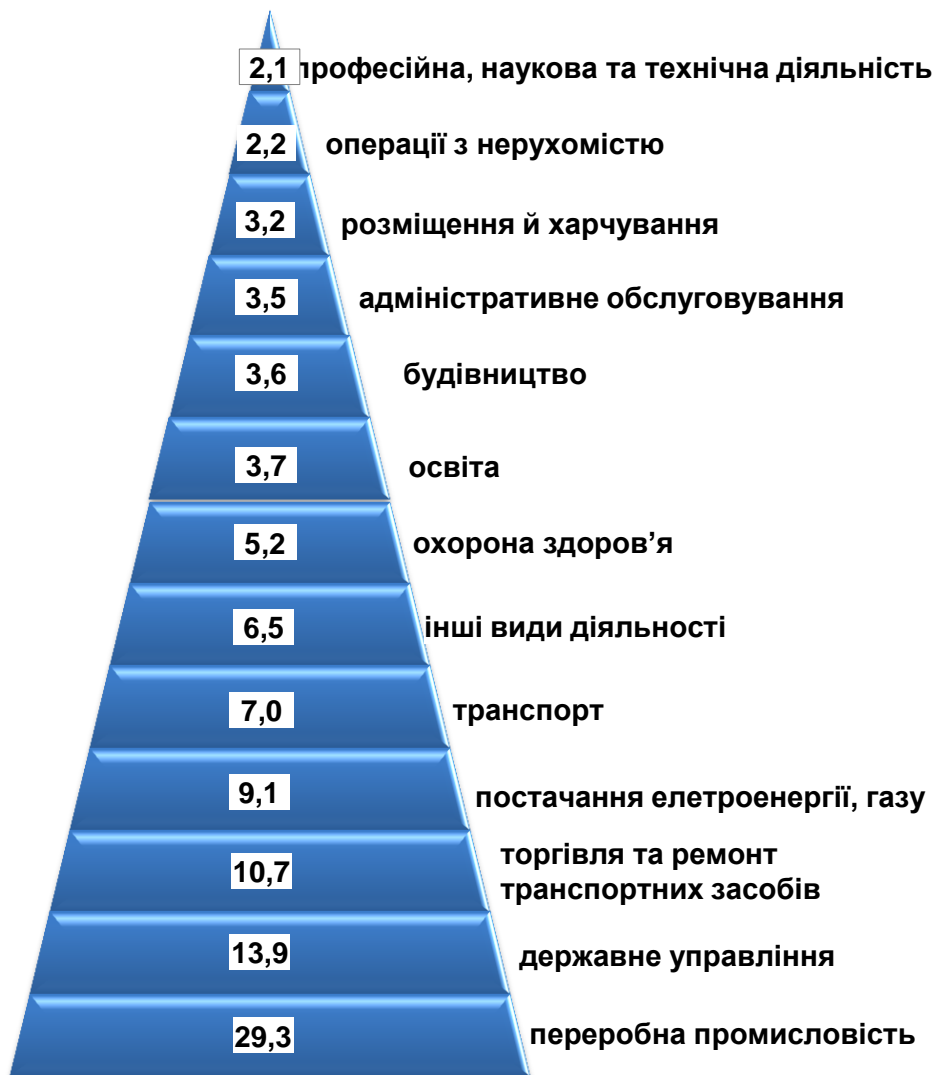 2,1 професійна, наукова та технічна діяльність
2,2 операції з нерухомістю
3,2 розміщення й харчування
3,5 адміністративне обслуговування
3,6 будівництво
3,7 освіта
5,2 охорона здоров’я
6,5 інші види діяльності
7,0 транспорт
9,1 постачання елетроенергії, газу
10,7 торгівля та ремонт
транспортних засобів
13,9 державне управління
29,3 переробна промисловість